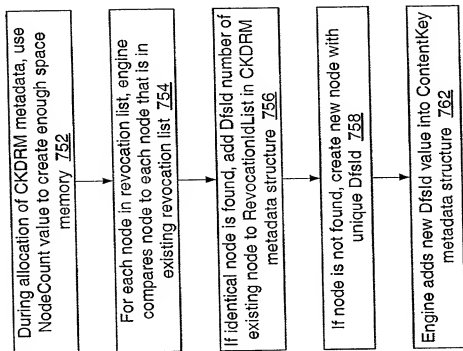 During allocation of CKDRM metadata, use
NodeCount value to create enough space
memory 752
For each node in revocation list, engine
compares node to each node that is in
existing revocation list 754
If identical node is found, add DfsId number of
existing node to RevocationIdList in CKDRM
metadata structure 756
If node is not found, create new node with
unique DfsId 758
Engine adds new DfsId value into ContentKey
metadata structure 762